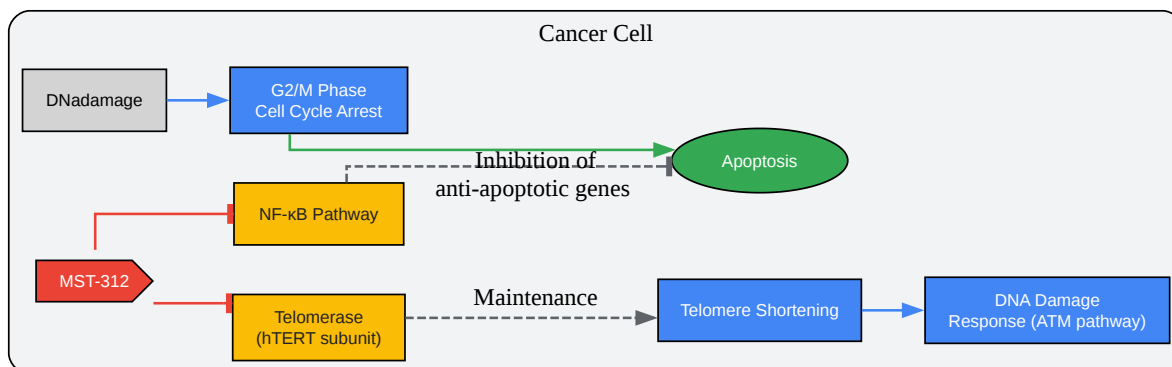 Cancer Cell
DNadamage
G2/M Phase
Cell Cycle Arrest
Apoptosis
Inhibition of
anti-apoptotic genes
NF-κB Pathway
MST-312
Telomerase
(hTERT subunit)
Maintenance
Telomere Shortening
DNA Damage
Response (ATM pathway)